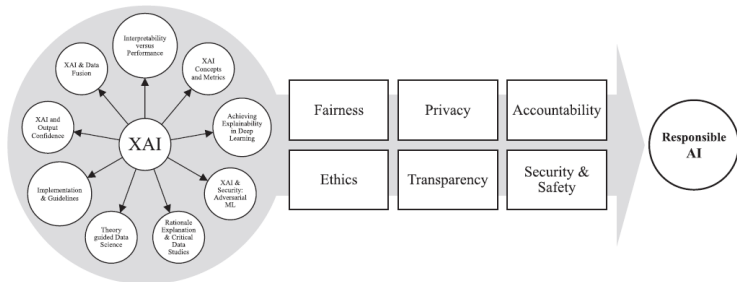 Interpretability
versus
Performance
XAI & Data
Fusion
XAI
Concepts
and Metrics
XAI and
Output
Confidence
XAI
Achieving
Explainability
in Deep
Learning
Implementation
& Guidelines
XAI &
Security:
Adversarial
ML
Theory
guided Data
Science
Rationale
Explanation
& Critical
Data
Studies
Fairness
Privacy
Accountability
Ethics
Transparency
Security &
Safety
Responsible
AI